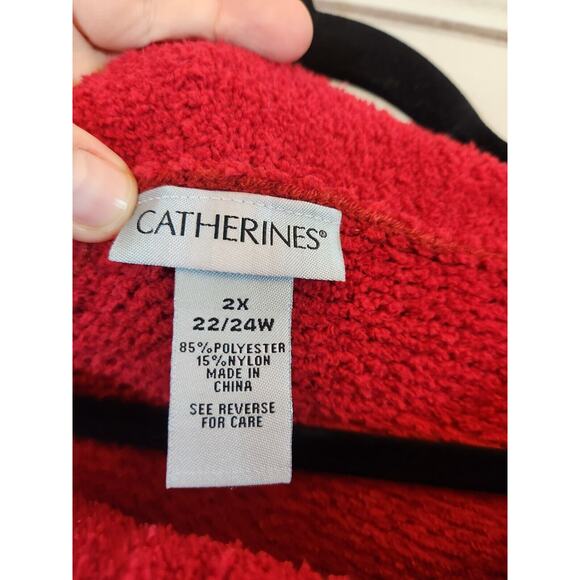 CATHERINES®
2X
22/24W
85%POLYESTER
15%NYLON
MADE IN
CHINA
SEE REVERSE
FOR CARE